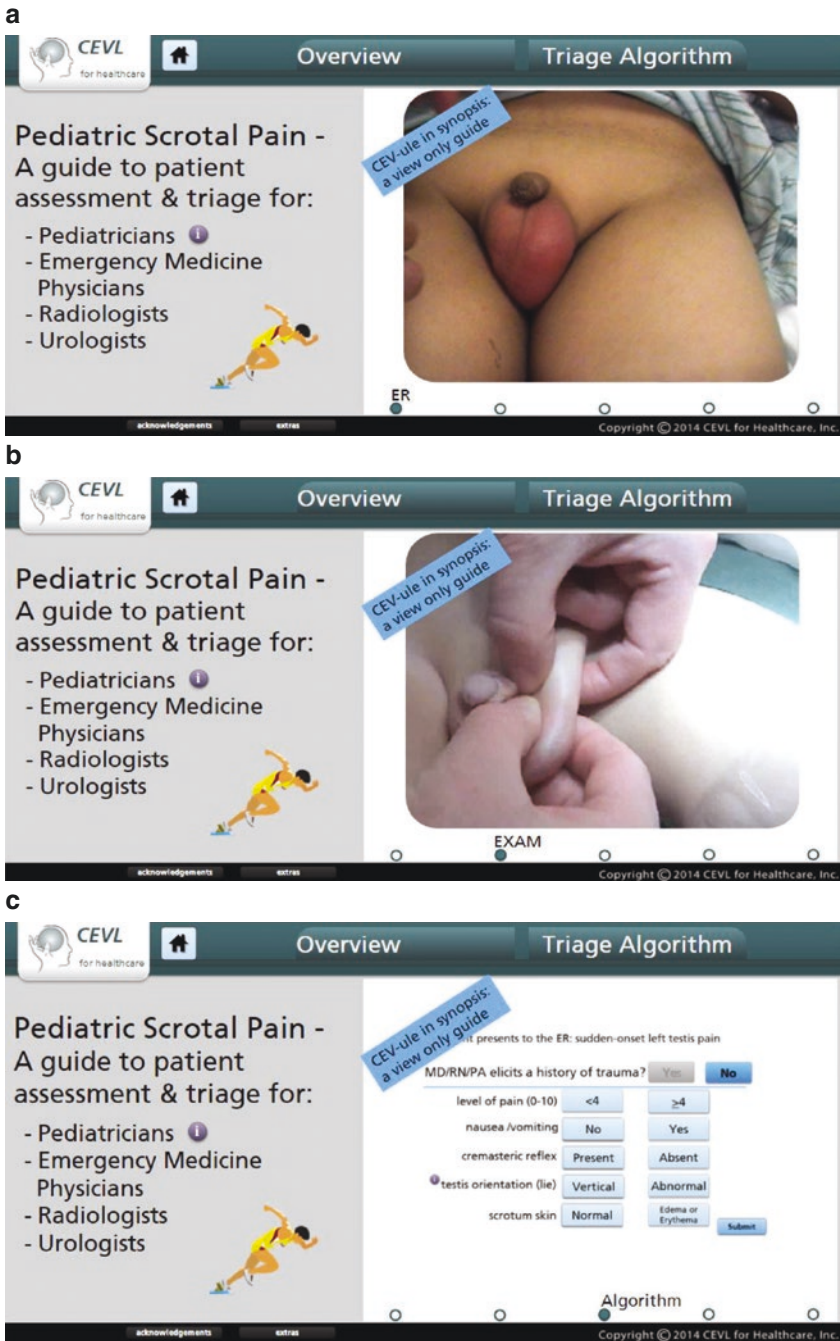 a
CEVL
for healthcare
Overview
Triage Algorithm
Pediatric Scrotal Pain -
A guide to patient
assessment & triage for:
- Pediatricians i
- Emergency Medicine
Physicians
- Radiologists
- Urologists
CEV-ule in synopsis:
a view only guide
ER
acknowledgements
extras
Copyright © 2014 CEVL for Healthcare, Inc.
b
CEVL
for healthcare
Overview
Triage Algorithm
Pediatric Scrotal Pain -
A guide to patient
assessment & triage for:
- Pediatricians i
- Emergency Medicine
Physicians
- Radiologists
- Urologists
CEV-ule in synopsis:
a view only guide
EXAM
acknowledgements
extras
Copyright © 2014 CEVL for Healthcare, Inc.
c
CEVL
for healthcare
Overview
Triage Algorithm
Pediatric Scrotal Pain -
A guide to patient
assessment & triage for:
- Pediatricians i
- Emergency Medicine
Physicians
- Radiologists
- Urologists
CEV-ule in synopsis:
a view only guide
presents to the ER: sudden-onset left testis pain
MD/RN/PA elicits a history of trauma? Yes No
level of pain (0-10) <4 ≥4
nausea /vomiting No Yes
cremasteric reflex Present Absent
i testis orientation (lie) Vertical Abnormal
scrotum skin Normal Edema or
Erythema
Submit
Algorithm
acknowledgements
extras
Copyright © 2014 CEVL for Healthcare, Inc.